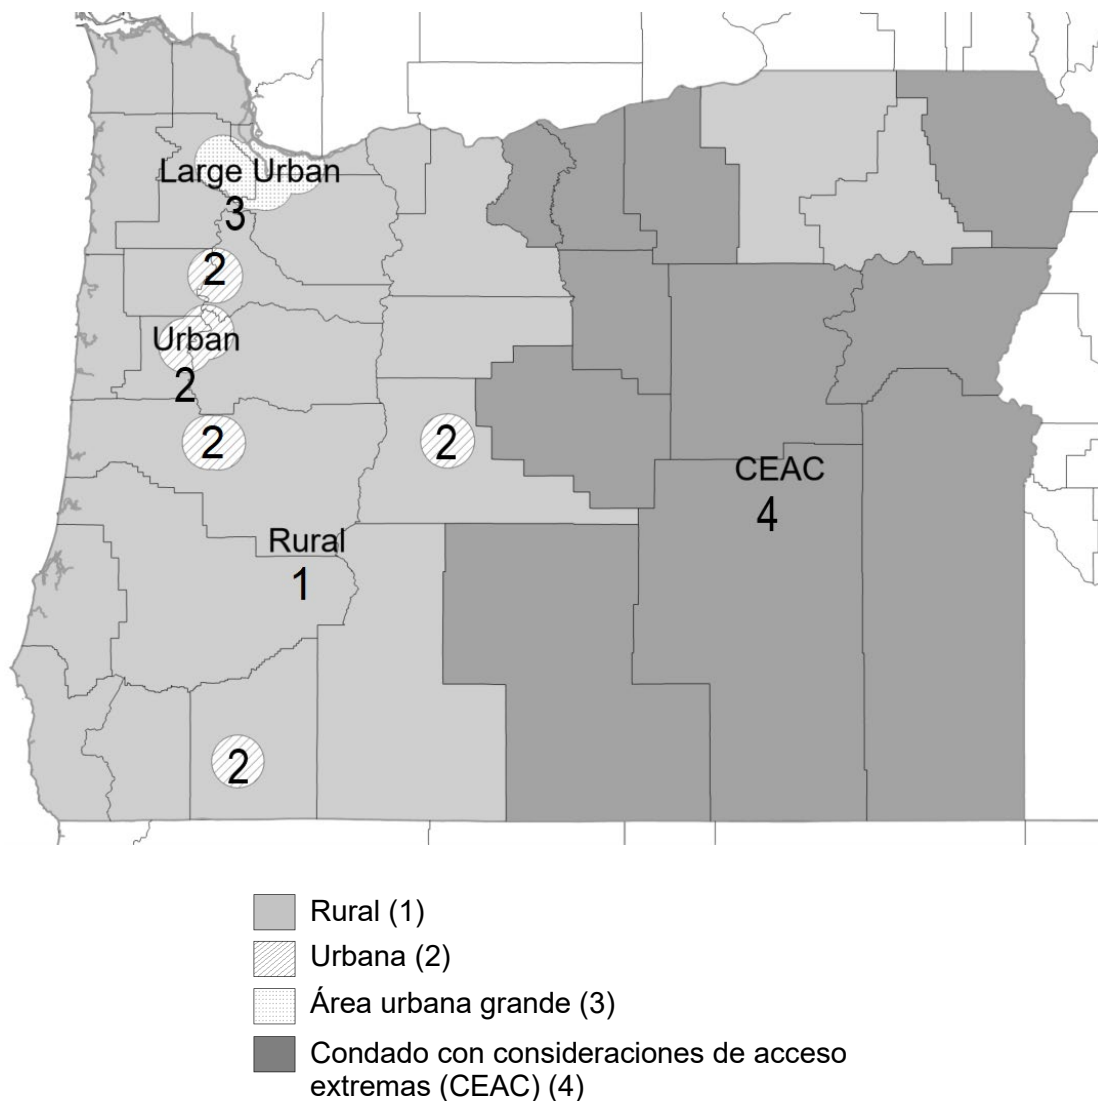 Large Urban
3
2
Urban
2
2
2
CEAC
4
Rural
1
2
Rural (1)
Urbana (2)
Área urbana grande (3)
Condado con consideraciones de acceso
extremas (CEAC) (4)